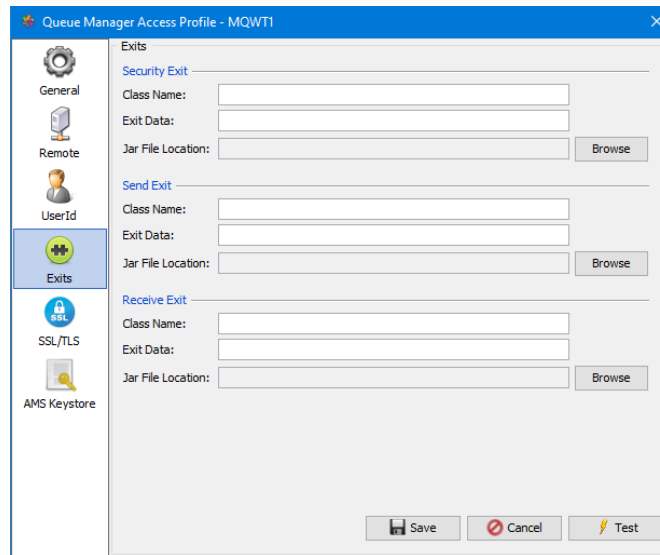 Queue Manager Access Profile - MQWT1
General
Remote
UserId
Exits
SSL
SSL/TLS
AMS Keystore
Exits
Security Exit
Class Name:
Exit Data:
Jar File Location: Browse
Send Exit
Class Name:
Exit Data:
Jar File Location: Browse
Receive Exit
Class Name:
Exit Data:
Jar File Location: Browse
Save Cancel Test